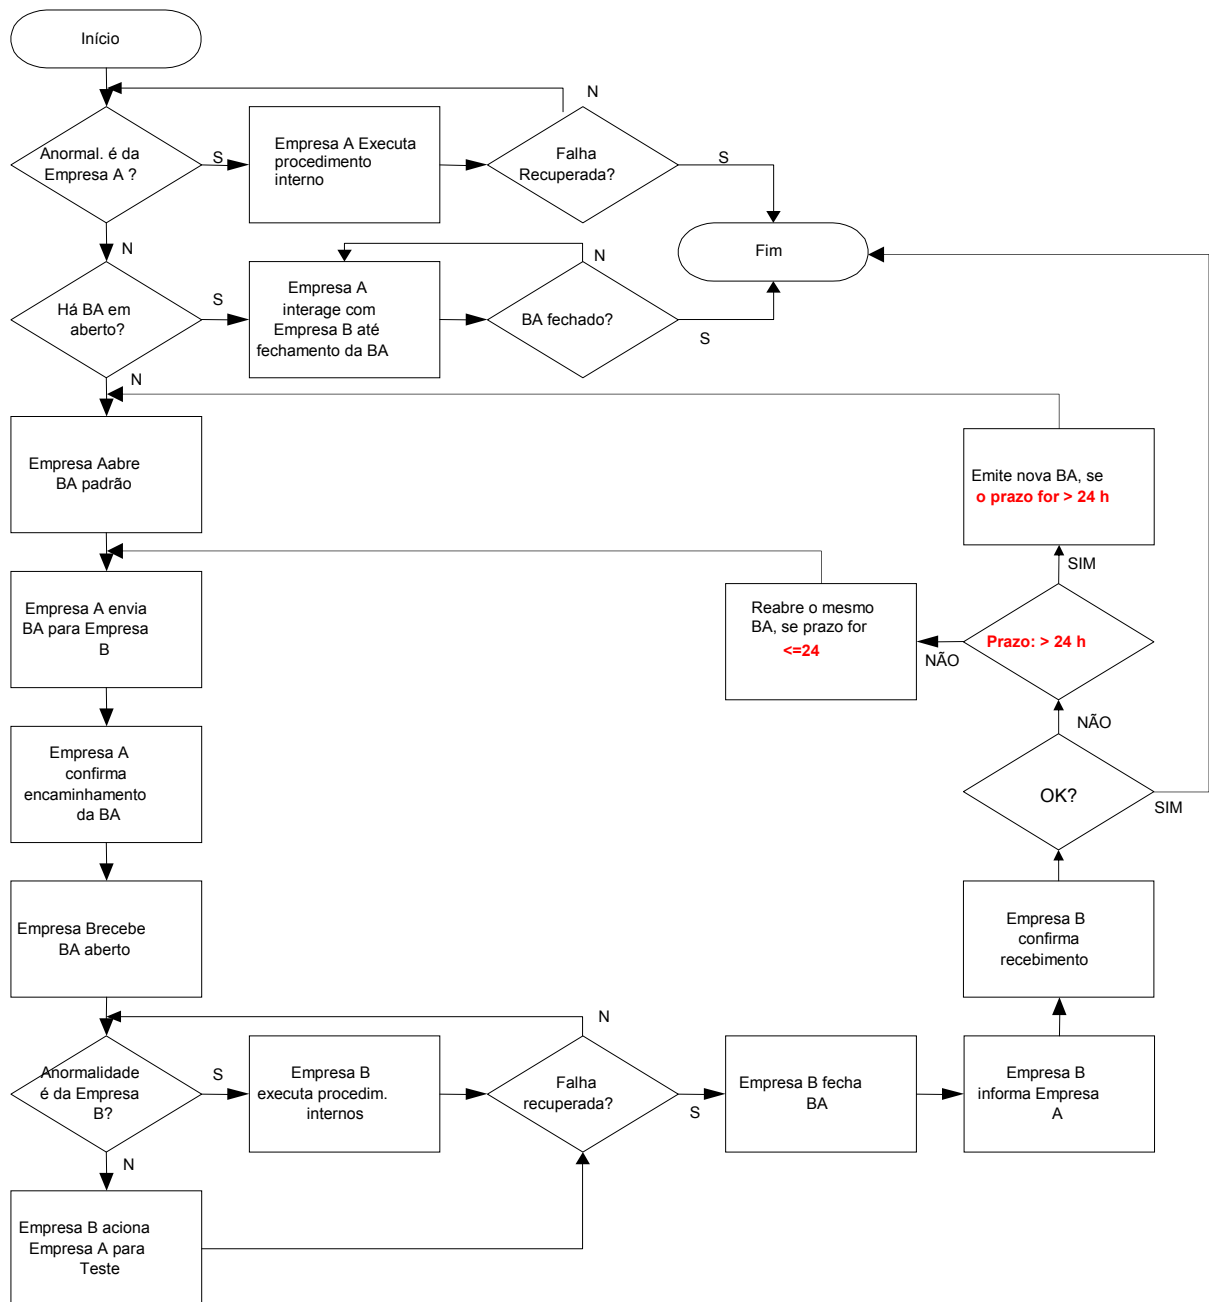 Início
N
Anormal. é da
Empresa A ?
S
Empresa A Executa
procedimento
interno
Falha
Recuperada?
S
N
Fim
Há BA em
aberto?
S
Empresa A
interage com
Empresa B até
fechamento da BA
N
BA fechado?
S
N
Empresa Aabre
BA padrão
Emite nova BA, se
o prazo for > 24 h
SIM
Empresa A envia
BA para Empresa
B
Reabre o mesmo
BA, se prazo for
<=24
NÃO
Prazo: > 24 h
NÃO
Empresa A
confirma
encaminhamento
da BA
OK?
SIM
Empresa Brecebe
BA aberto
Empresa B
confirma
recebimento
N
Anormalidade
é da Empresa
B?
S
Empresa B
executa procedim.
internos
Falha
recuperada?
S
Empresa B fecha
BA
Empresa B
informa Empresa
A
N
Empresa B aciona
Empresa A para
Teste